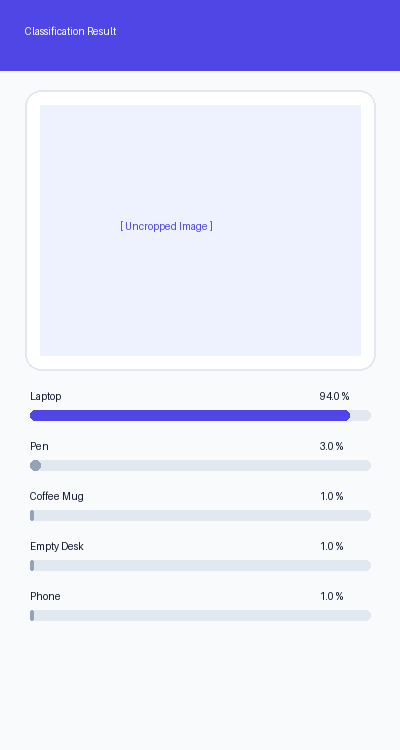 Classification Result
[ Uncropped Image ]
Laptop 94.0 %
Pen 3.0 %
Coffee Mug 1.0 %
Empty Desk 1.0 %
Phone 1.0 %